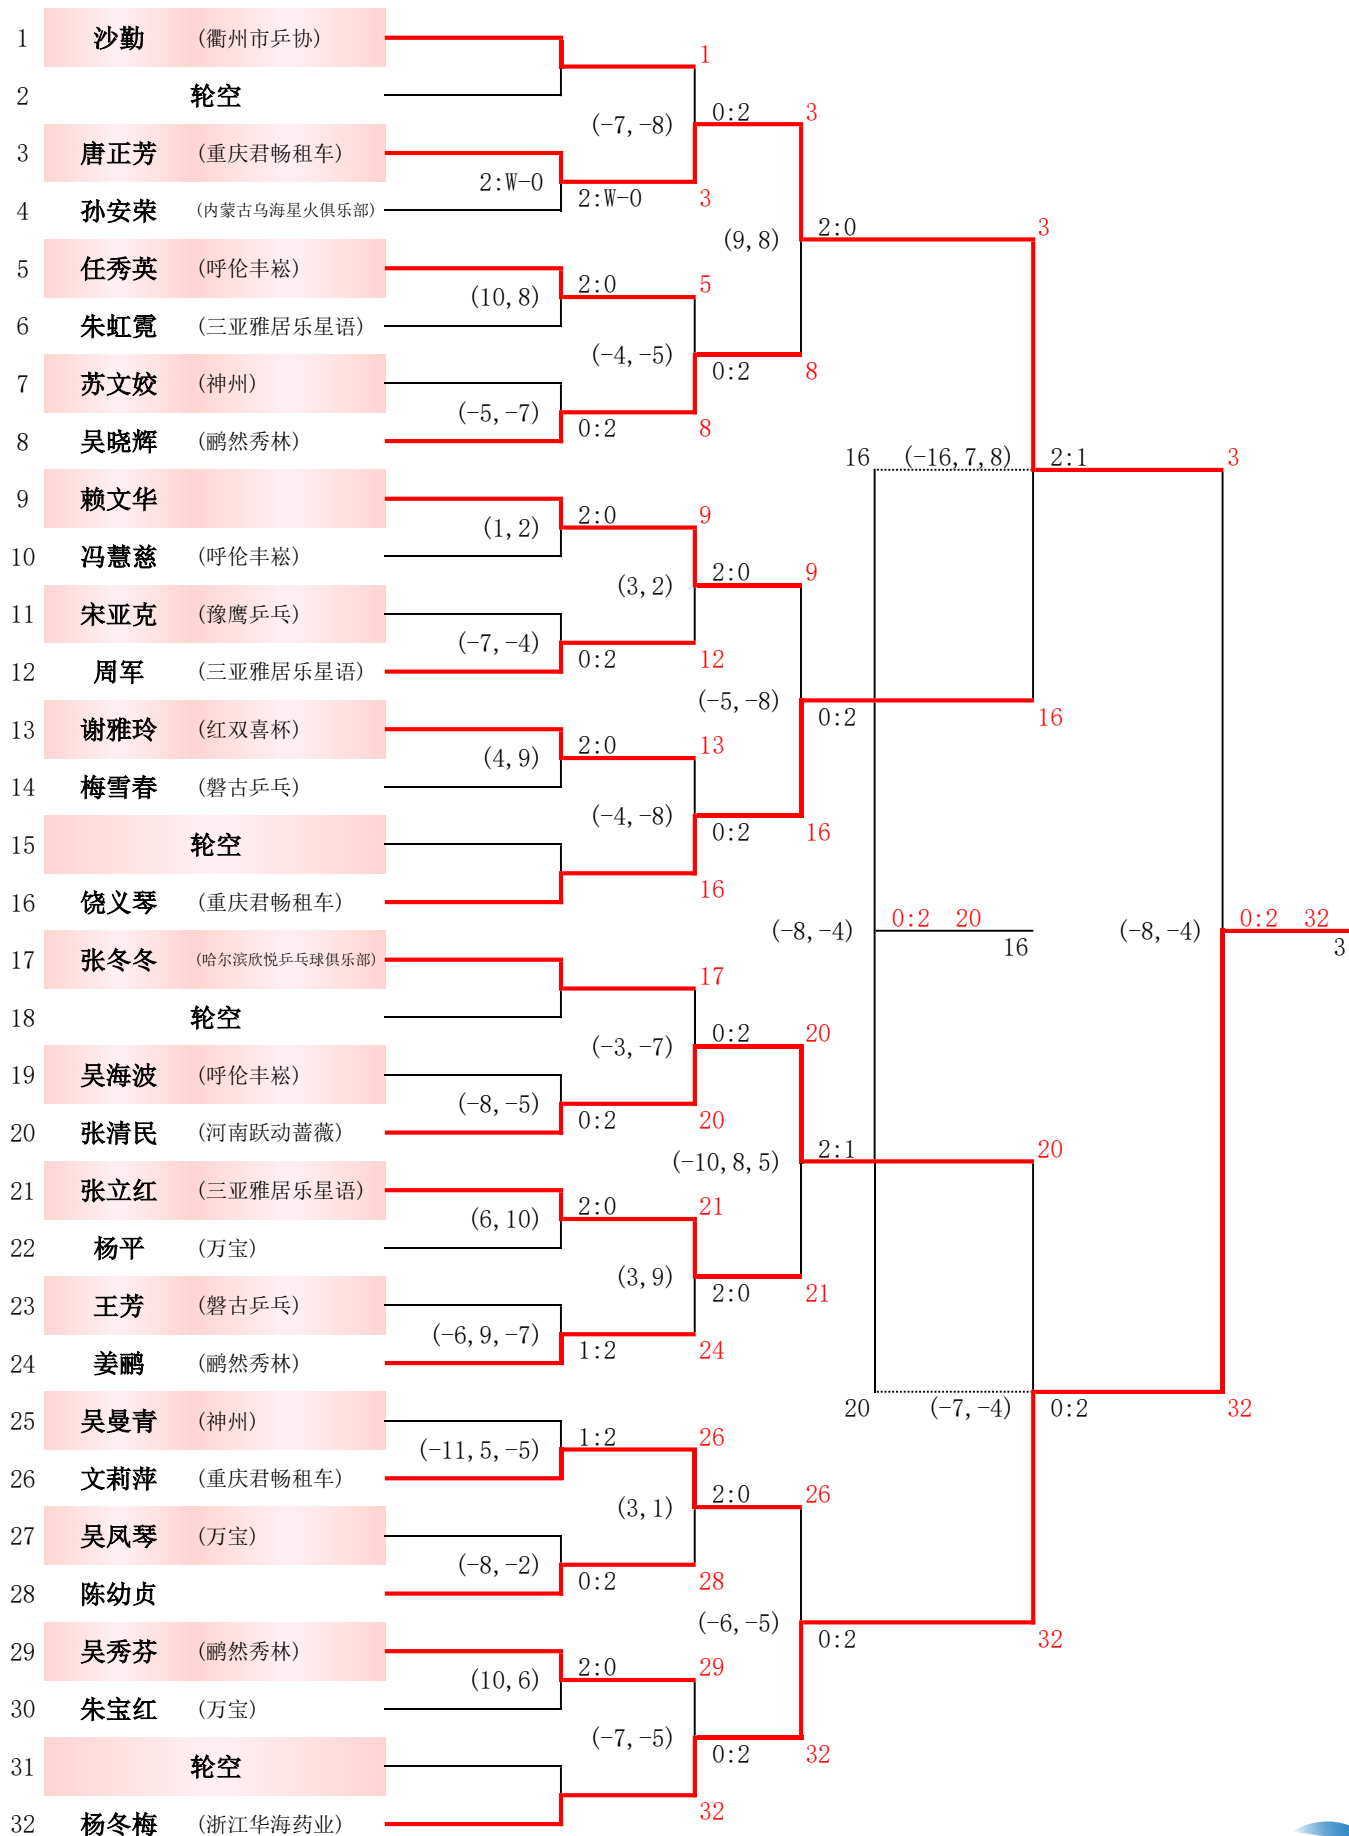 1 沙勤 (衢州市乒协)
1
2 轮空
0:2 3
(-7,-8)
3 唐正芳 (重庆君畅租车)
2:W-0
2:W-0 3
4 孙安荣 (内蒙古乌海星火俱乐部)
2:0 3
(9,8)
5 任秀英 (呼伦丰崧)
2:0 5
(10,8)
6 朱虹霓 (三亚雅居乐星语)
(-4,-5)
0:2 8
7 苏文姣 (神州)
(-5,-7)
0:2 8
8 吴晓辉 (鹂然秀林)
16 (-16,7,8) 2:1 3
9 赖文华
2:0 9
(1,2)
10 冯慧慈 (呼伦丰崧)
2:0 9
(3,2)
11 宋亚克 (豫鹰乒乓)
(-7,-4)
0:2 12
12 周军 (三亚雅居乐星语)
(-5,-8)
0:2 16
13 谢雅玲 (红双喜杯)
2:0 13
(4,9)
14 梅雪春 (磐古乒乓)
(-4,-8)
0:2 16
15 轮空
16
16 饶义琴 (重庆君畅租车)
(-8,-4) 0:2 20 (-8,-4) 0:2 32
16 3
17 张冬冬 (哈尔滨欣悦乒乓球俱乐部)
17
18 轮空
0:2 20
(-3,-7)
19 吴海波 (呼伦丰崧)
(-8,-5)
0:2 20
20 张清民 (河南跃动蔷薇)
2:1 20
(-10,8,5)
21 张立红 (三亚雅居乐星语)
2:0 21
(6,10)
22 杨平 (万宝)
(3,9)
2:0 21
23 王芳 (磐古乒乓)
(-6,9,-7)
1:2 24
24 姜鹂 (鹂然秀林)
20 (-7,-4) 0:2 32
25 吴曼青 (神州)
1:2 26
(-11,5,-5)
26 文莉萍 (重庆君畅租车)
2:0 26
(3,1)
27 吴凤琴 (万宝)
(-8,-2)
0:2 28
28 陈幼贞
(-6,-5)
0:2 32
29 吴秀芬 (鹂然秀林)
2:0 29
(10,6)
30 朱宝红 (万宝)
(-7,-5)
0:2 32
31 轮空
32
32 杨冬梅 (浙江华海药业)